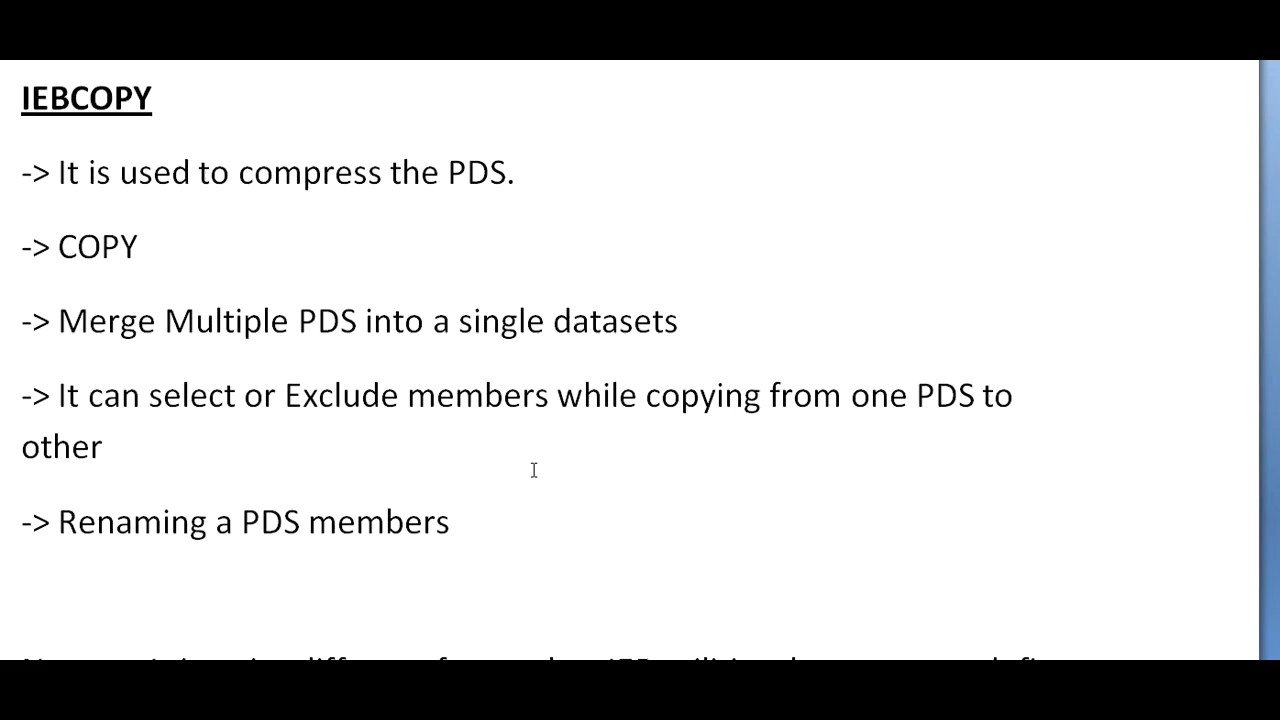 IEBCOPY
-> It is used to compress the PDS.
-> COPY
-> Merge Multiple PDS into a single datasets
-> It can select or Exclude members while copying from one PDS to
other
-> Renaming a PDS members